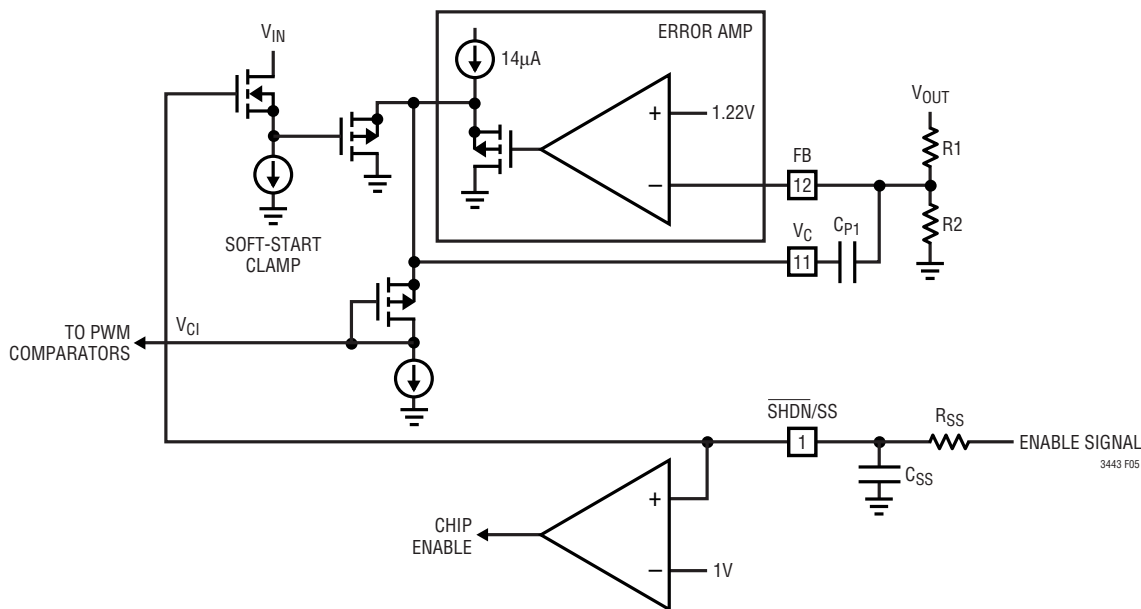 V_IN
ERROR AMP
14µA
+
1.22V
−
V_OUT
R1
FB
12
R2
V_C
11
C_P1
SOFT-START
CLAMP
TO PWM
COMPARATORS
V_CI
SHDN/SS
1
R_SS
ENABLE SIGNAL
3443 F05
C_SS
+
CHIP
ENABLE
−
1V